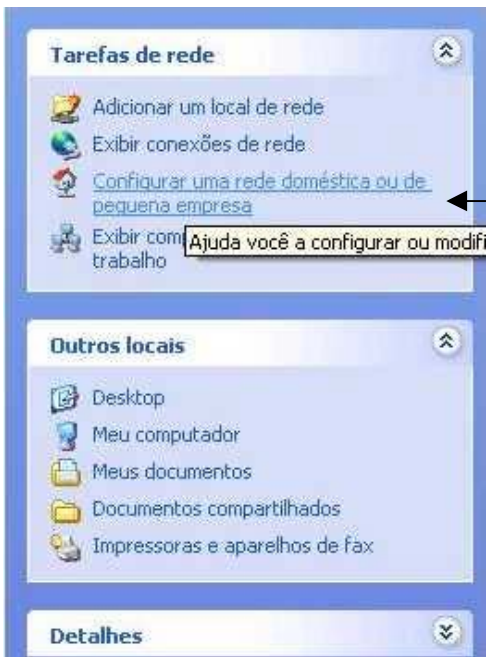 Tarefas de rede
Adicionar um local de rede
Exibir conexões de rede
Configurar uma rede doméstica ou de
pequena empresa
Exibir com
Ajuda você a configurar ou modifi
trabalho
Outros locais
Desktop
Meu computador
Meus documentos
Documentos compartilhados
Impressoras e aparelhos de fax
Detalhes